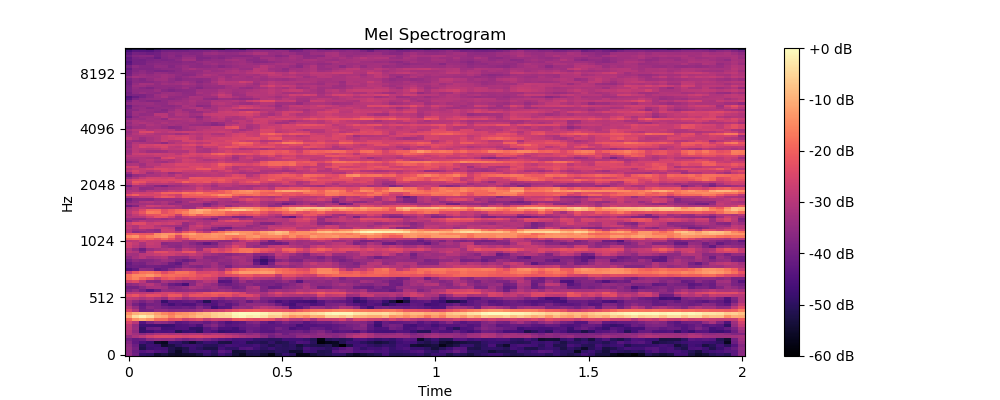 Mel Spectrogram
Hz
8192
4096
2048
1024
512
0
0 0.5 1 1.5 2
Time
+0 dB
-10 dB
-20 dB
-30 dB
-40 dB
-50 dB
-60 dB